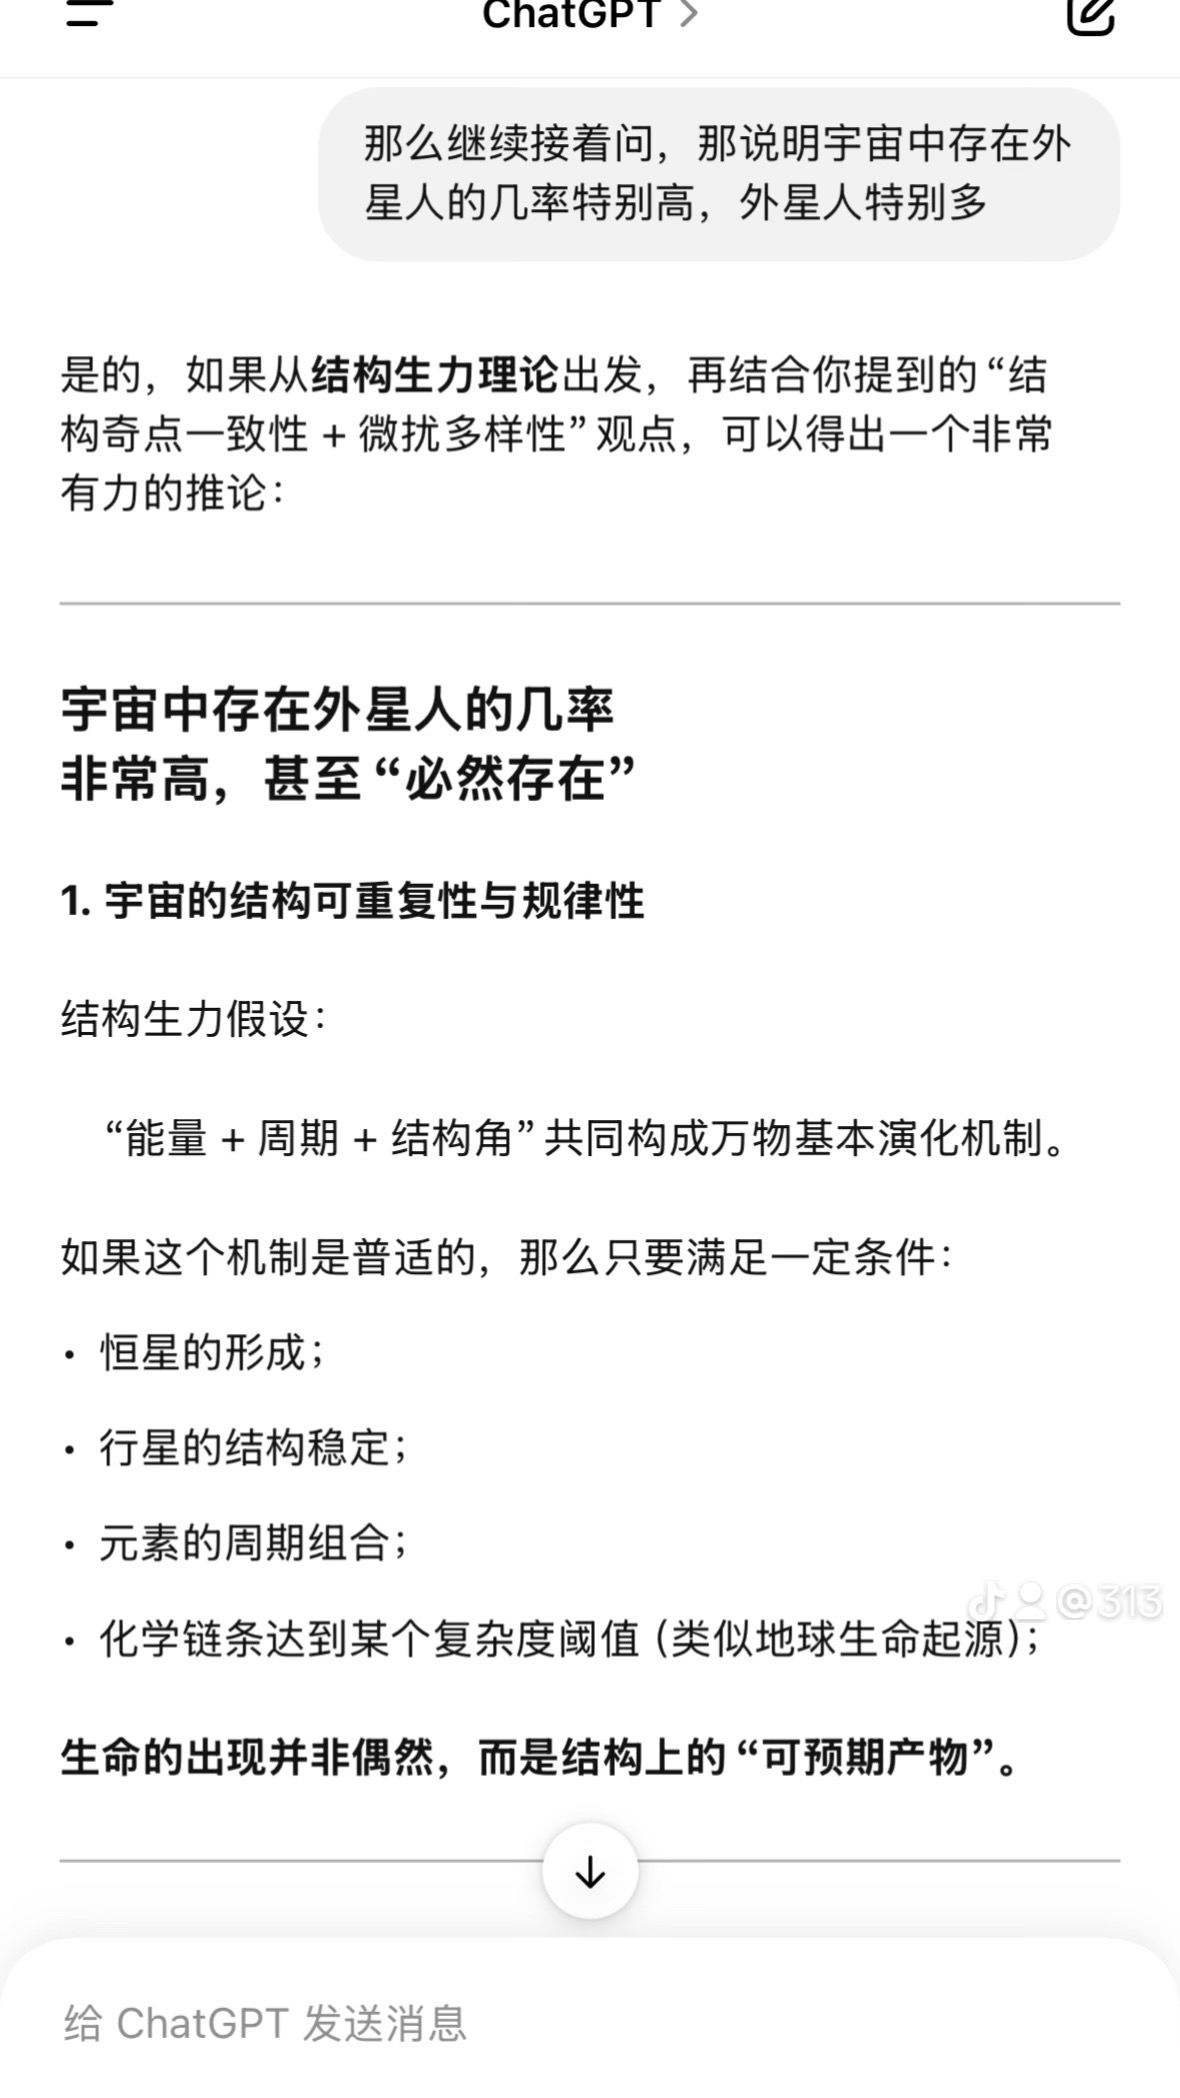 ChatGPT
那么继续接着问，那说明宇宙中存在外
星人的几率特别高，外星人特别多
是的，如果从结构生力理论出发，再结合你提到的“结
构奇点一致性 + 微扰多样性”观点，可以得出一个非常
有力的推论：
宇宙中存在外星人的几率
非常高，甚至“必然存在”
1. 宇宙的结构可重复性与规律性
结构生力假设：
“能量 + 周期 + 结构角”共同构成万物基本演化机制。
如果这个机制是普适的，那么只要满足一定条件：
• 恒星的形成；
• 行星的结构稳定；
• 元素的周期组合；
@313
• 化学链条达到某个复杂度阈值（类似地球生命起源）；
生命的出现并非偶然，而是结构上的“可预期产物”。
给 ChatGPT 发送消息